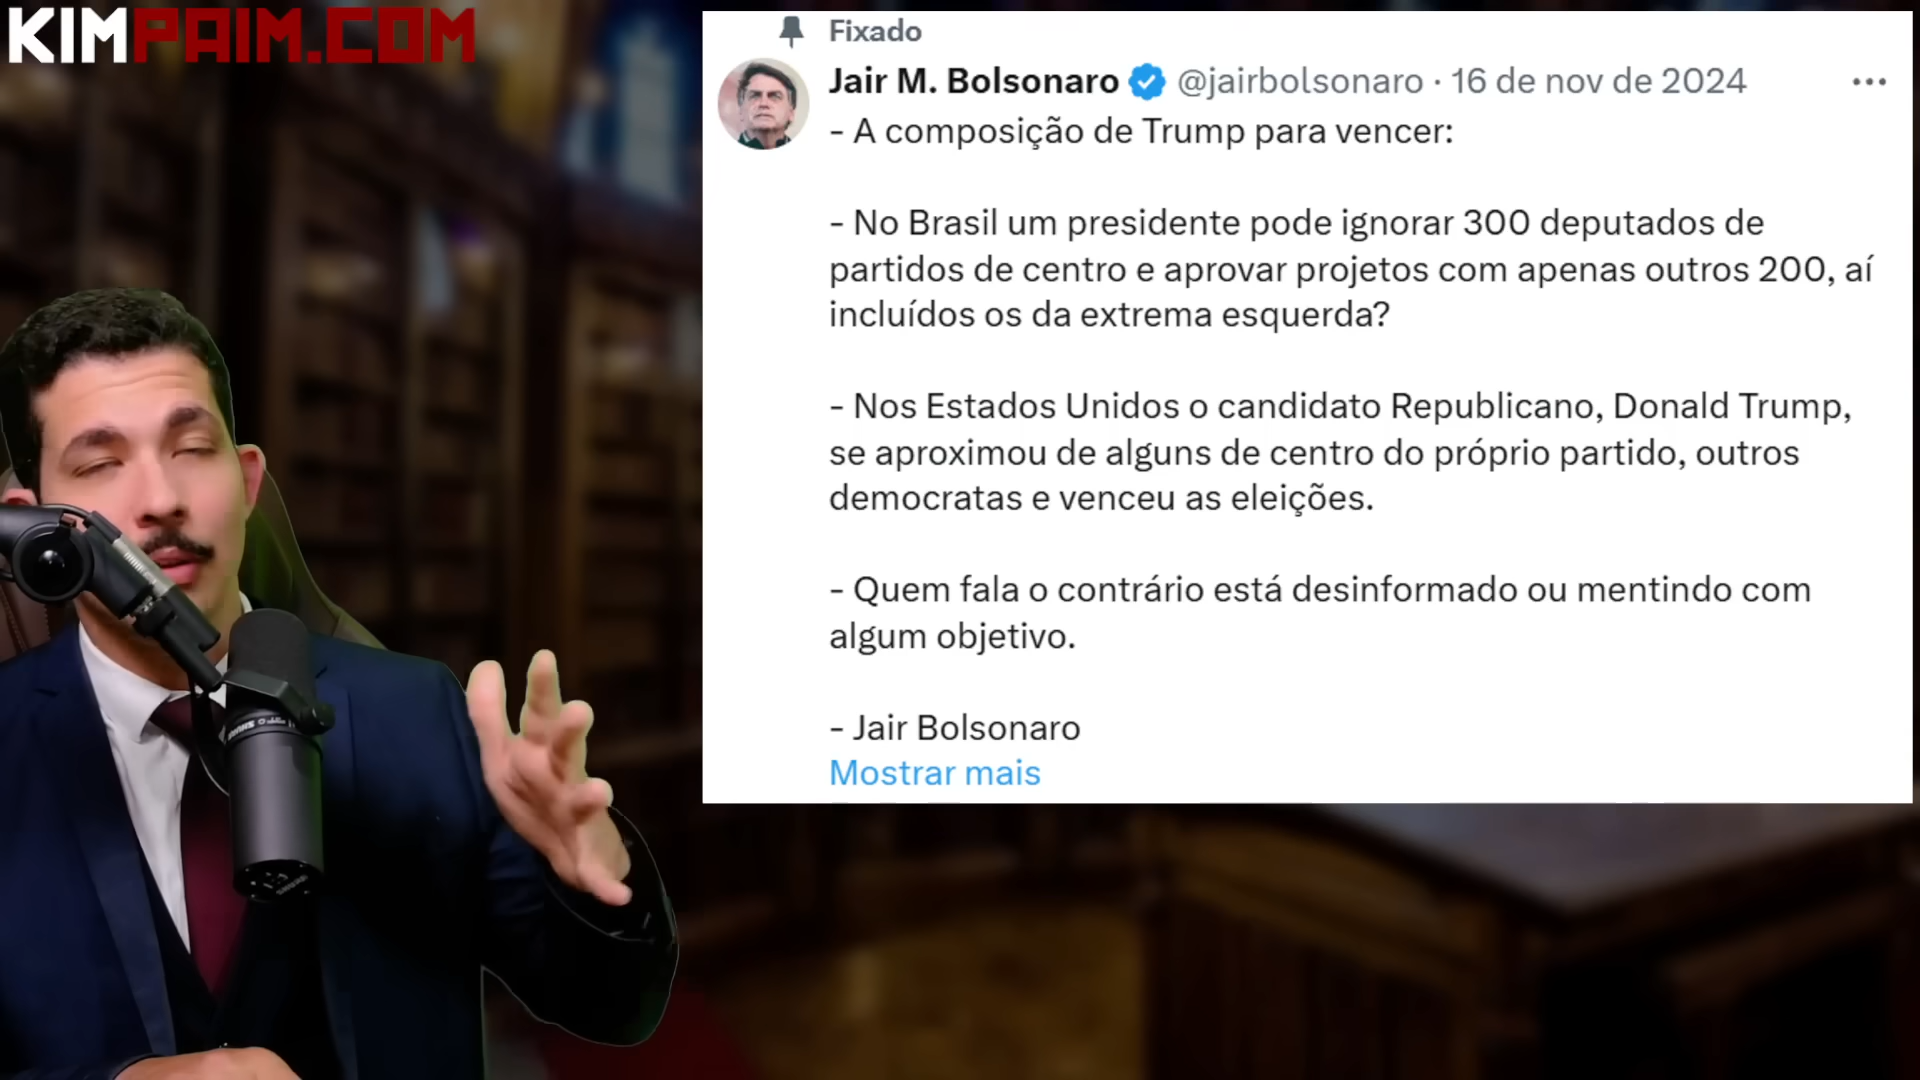 KIMPAIM.COM
Fixado
Jair M. Bolsonaro @jairbolsonaro · 16 de nov de 2024
- A composição de Trump para vencer:
- No Brasil um presidente pode ignorar 300 deputados de
partidos de centro e aprovar projetos com apenas outros 200, aí
incluídos os da extrema esquerda?
- Nos Estados Unidos o candidato Republicano, Donald Trump,
se aproximou de alguns de centro do próprio partido, outros
democratas e venceu as eleições.
- Quem fala o contrário está desinformado ou mentindo com
algum objetivo.
- Jair Bolsonaro
Mostrar mais